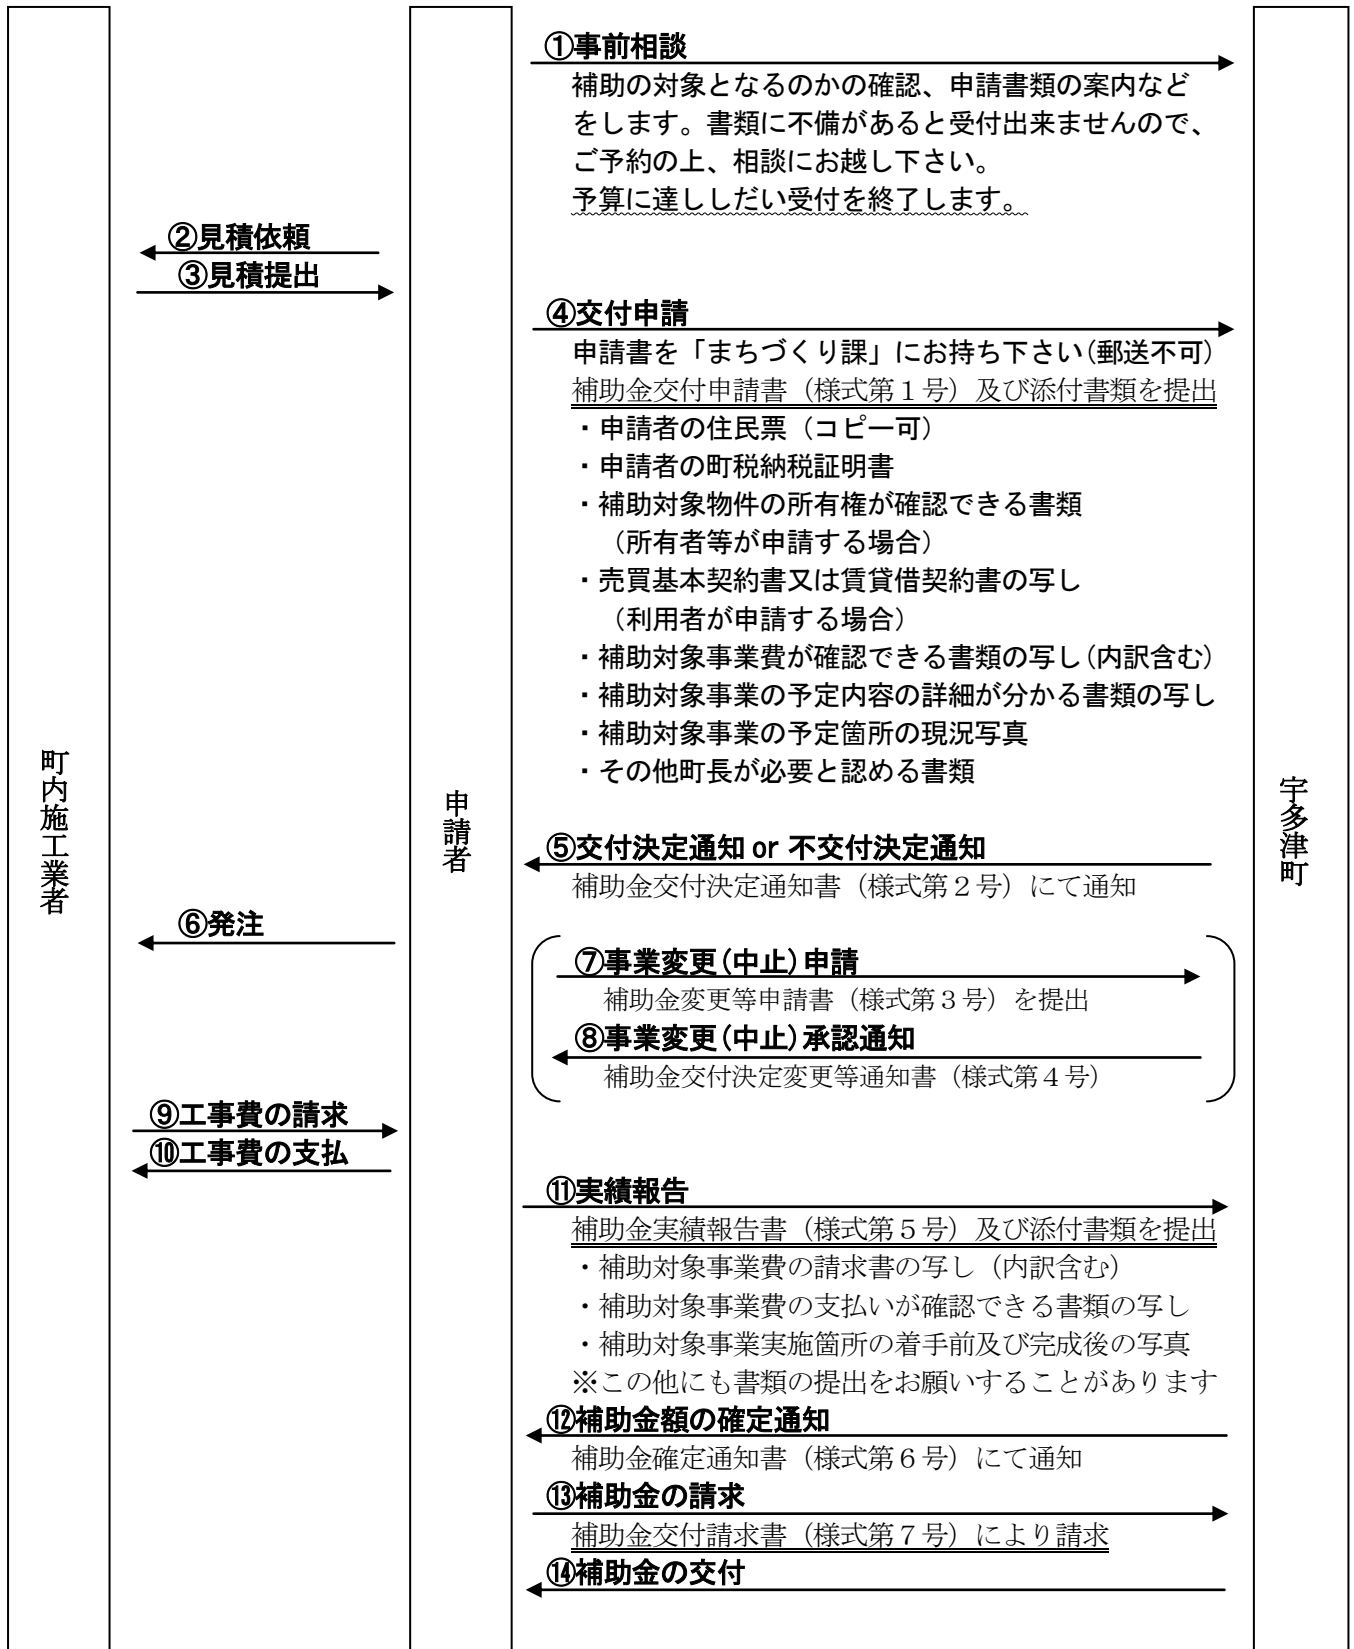 ①事前相談
補助の対象となるのかの確認、申請書類の案内など
をします。書類に不備があると受付出来ませんので、
ご予約の上、相談にお越し下さい。
予算に達ししだい受付を終了します。
②見積依頼
③見積提出
④交付申請
申請書を「まちづくり課」にお持ち下さい(郵送不可)
補助金交付申請書（様式第１号）及び添付書類を提出
・申請者の住民票（コピー可）
・申請者の町税納税証明書
・補助対象物件の所有権が確認できる書類
（所有者等が申請する場合）
・売買基本契約書又は賃貸借契約書の写し
（利用者が申請する場合）
・補助対象事業費が確認できる書類の写し(内訳含む)
・補助対象事業の予定内容の詳細が分かる書類の写し
・補助対象事業の予定箇所の現況写真
・その他町長が必要と認める書類
町内施工業者
申請者
宇多津町
⑤交付決定通知 or 不交付決定通知
補助金交付決定通知書（様式第２号）にて通知
⑥発注
⑦事業変更(中止)申請
補助金変更等申請書（様式第３号）を提出
⑧事業変更(中止)承認通知
補助金交付決定変更等通知書（様式第４号）
⑨工事費の請求
⑩工事費の支払
⑪実績報告
補助金実績報告書（様式第５号）及び添付書類を提出
・補助対象事業費の請求書の写し（内訳含む）
・補助対象事業費の支払いが確認できる書類の写し
・補助対象事業実施箇所の着手前及び完成後の写真
※この他にも書類の提出をお願いすることがあります
⑫補助金額の確定通知
補助金確定通知書（様式第６号）にて通知
⑬補助金の請求
補助金交付請求書（様式第７号）により請求
⑭補助金の交付